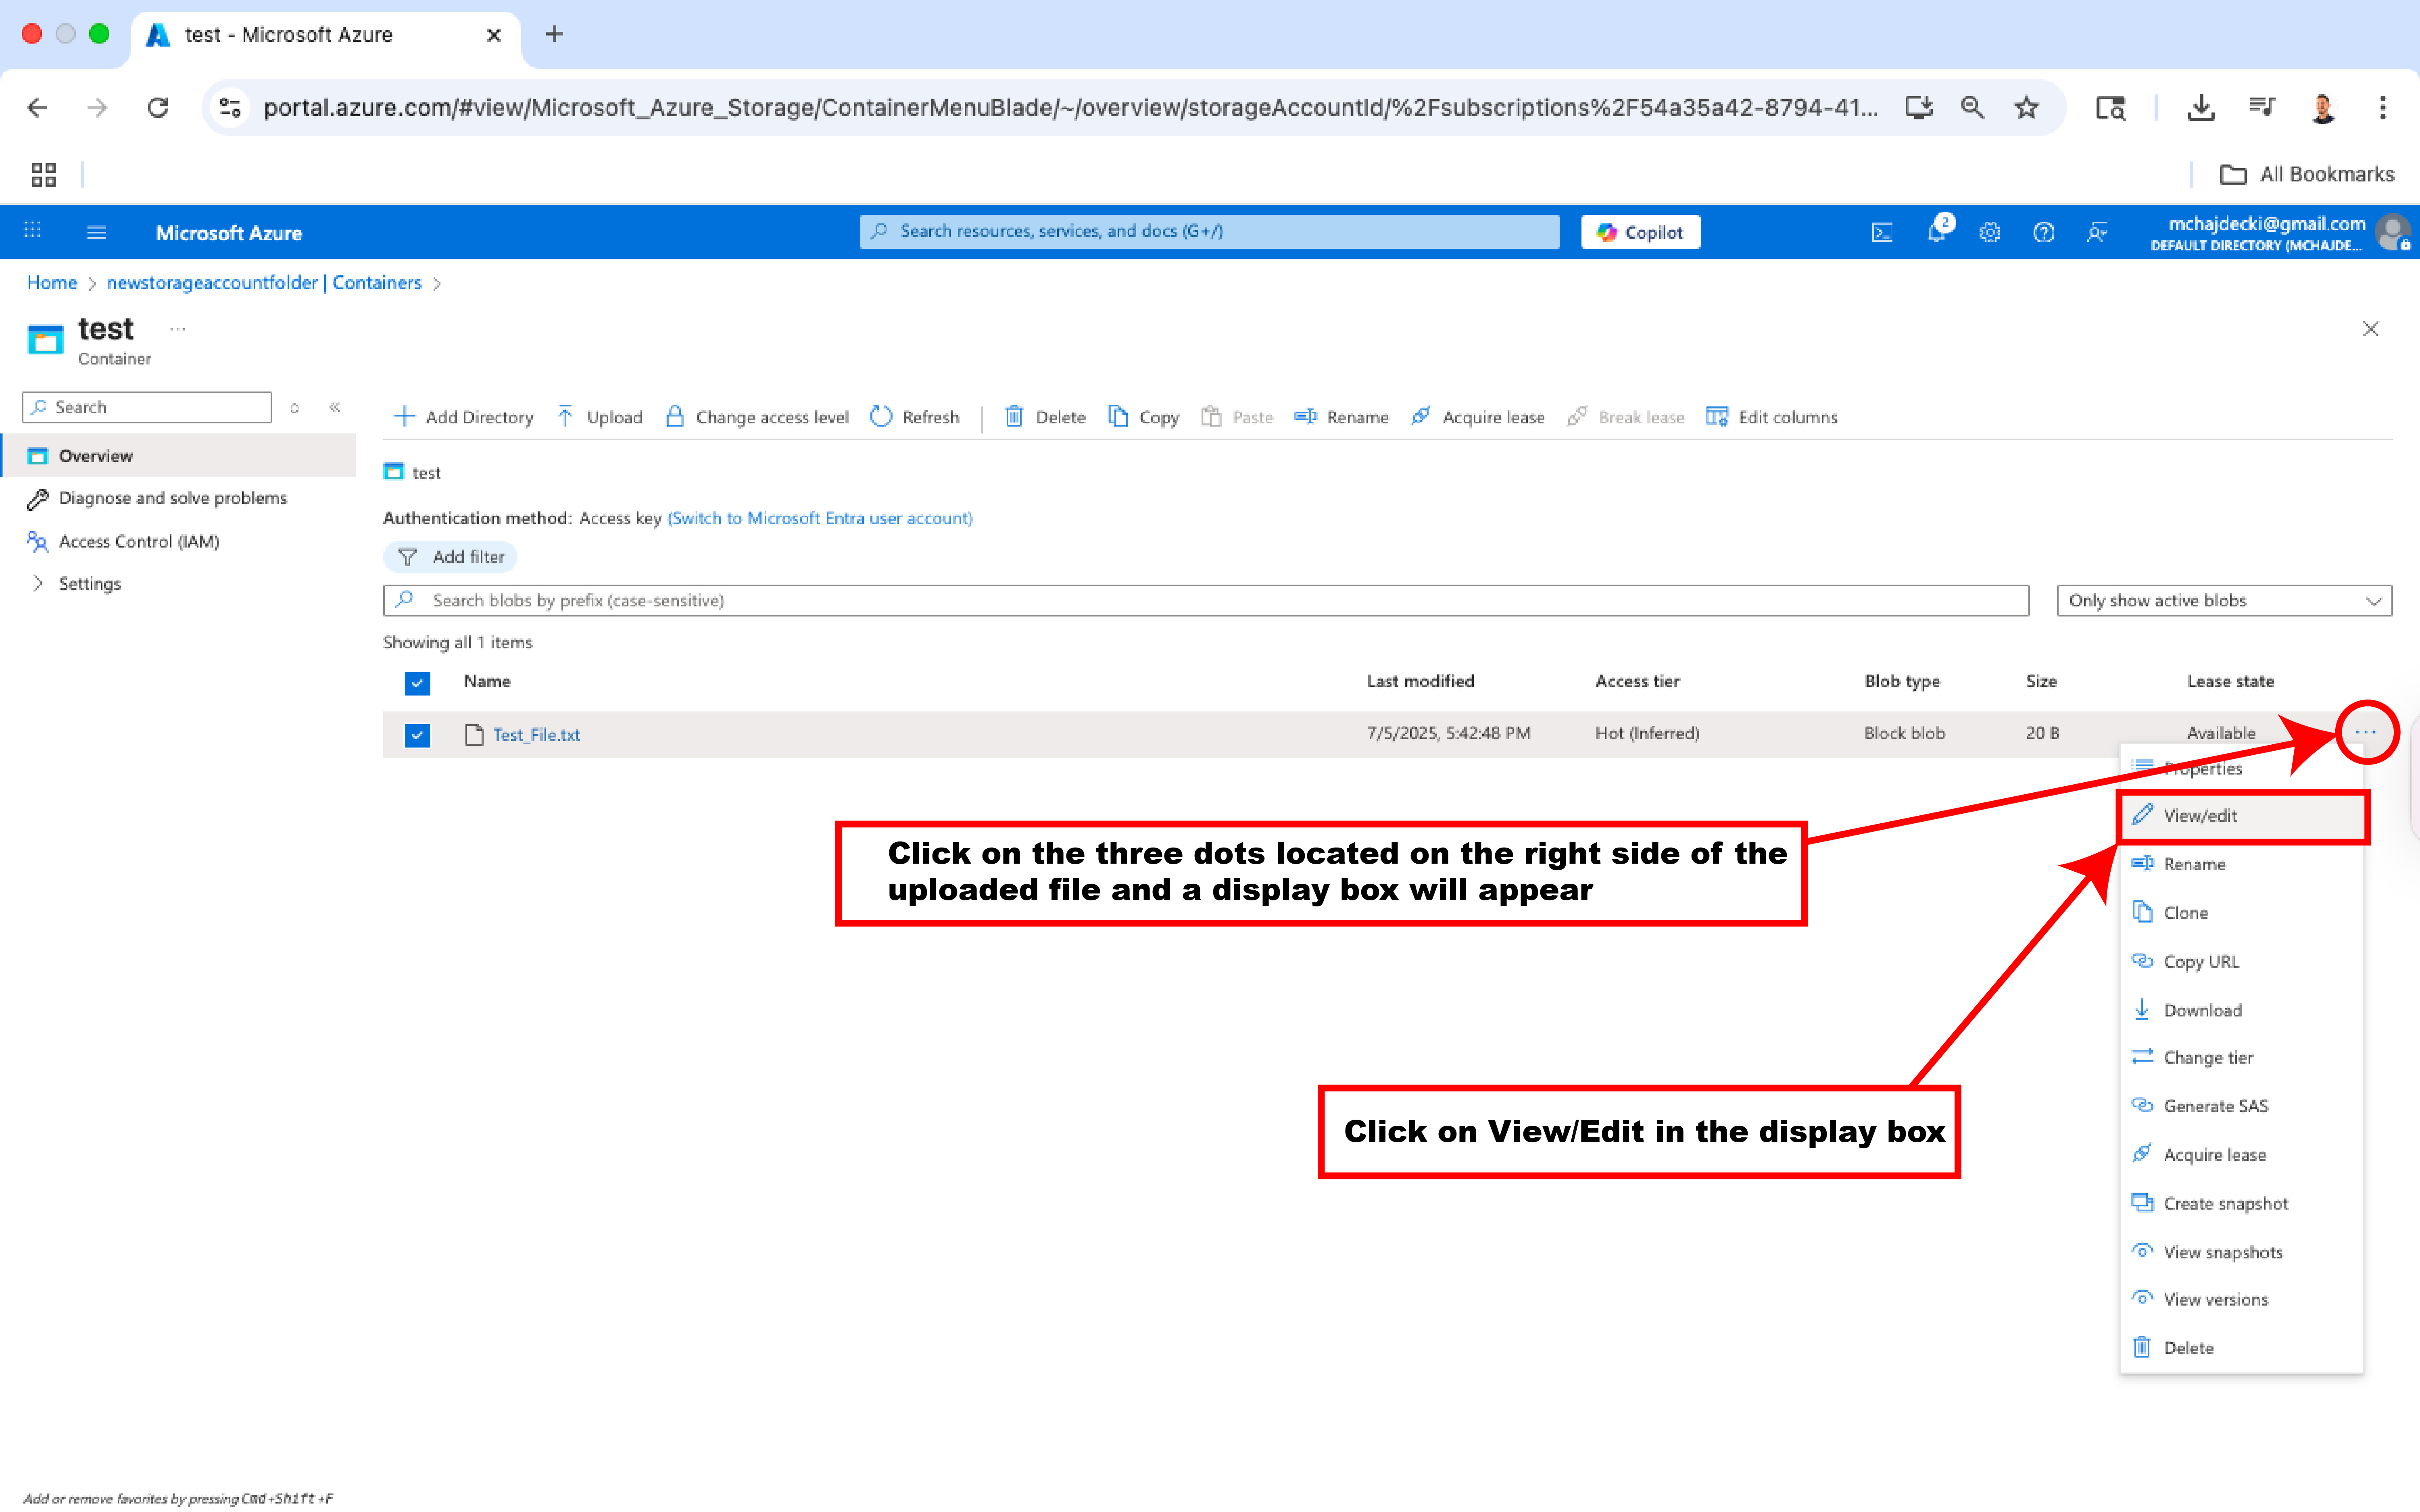 test - Microsoft Azure
portal.azure.com/#view/Microsoft_Azure_Storage/ContainerMenuBlade/~/overview/storageAccountId/%2Fsubscriptions%2F54a35a42-8794-41...
All Bookmarks
Microsoft Azure
Search resources, services, and docs (G+/)
Copilot
2
mchajdecki@gmail.com
DEFAULT DIRECTORY (MCHAJDE...
Home > newstorageaccountfolder | Containers >
test ...
Container
Search
Add Directory Upload Change access level Refresh Delete Copy Paste Rename Acquire lease Break lease Edit columns
Overview
Diagnose and solve problems
Access Control (IAM)
Settings
test
Authentication method: Access key (Switch to Microsoft Entra user account)
Add filter
Search blobs by prefix (case-sensitive)
Only show active blobs
Showing all 1 items
Name Last modified Access tier Blob type Size Lease state
Test_File.txt 7/5/2025, 5:42:48 PM Hot (Inferred) Block blob 20 B Available ...
Properties
View/edit
Rename
Clone
Copy URL
Download
Change tier
Generate SAS
Acquire lease
Create snapshot
View snapshots
View versions
Delete
Click on the three dots located on the right side of the
uploaded file and a display box will appear
Click on View/Edit in the display box
Add or remove favorites by pressing Cmd+Shift+F